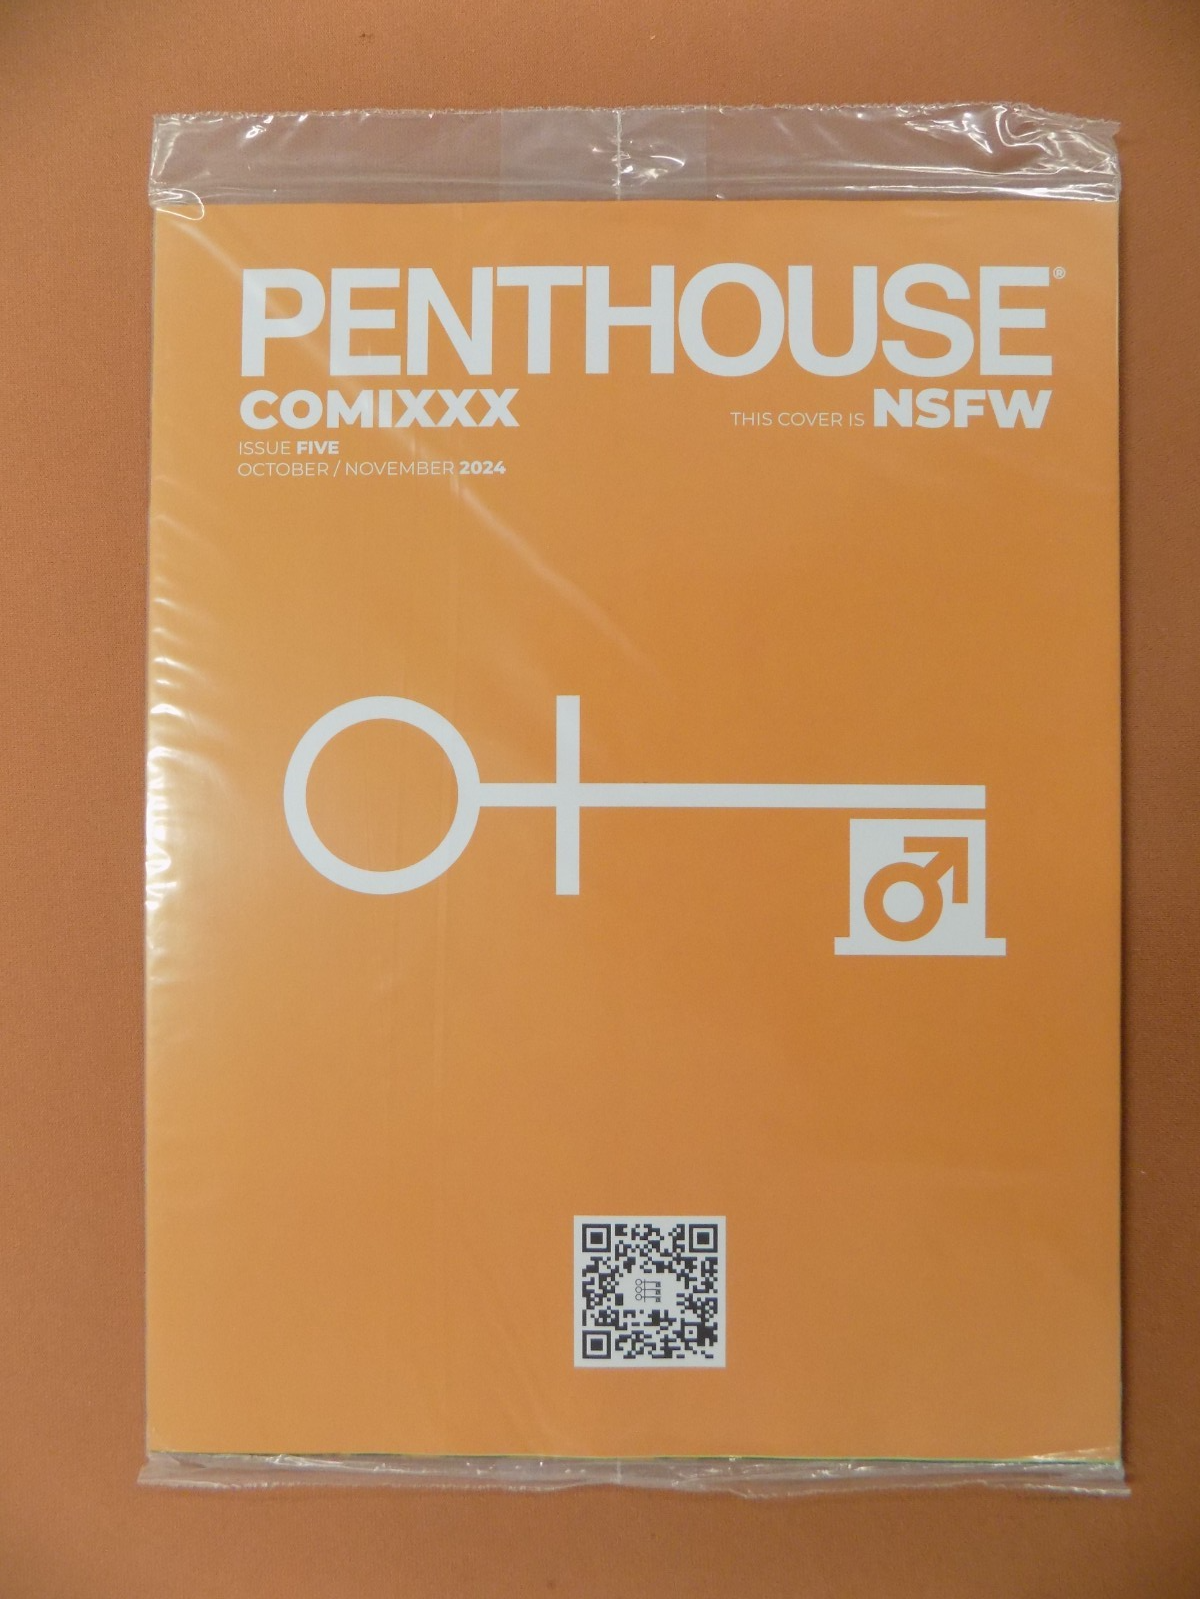 PENTHOUSE®
COMIXXX
THIS COVER IS NSFW
ISSUE FIVE
OCTOBER / NOVEMBER 2024